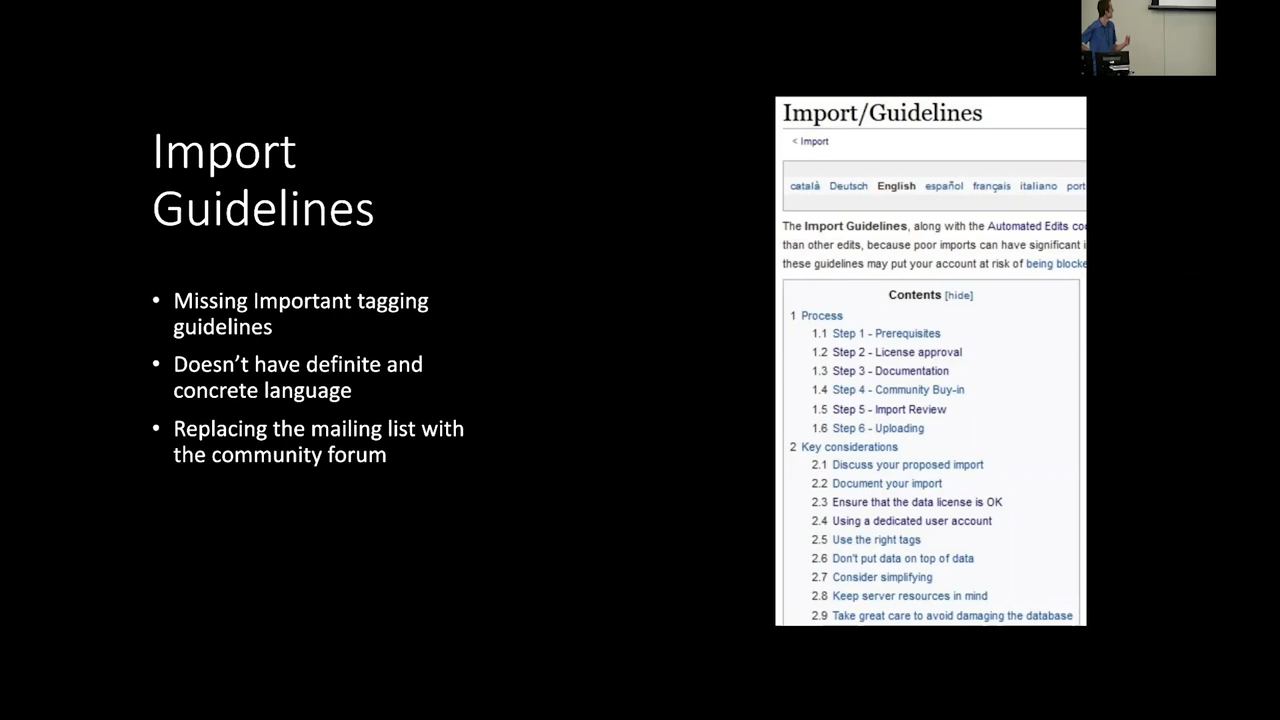 Import
Guidelines
• Missing Important tagging
guidelines
• Doesn’t have definite and
concrete language
• Replacing the mailing list with
the community forum
Import/Guidelines
< Import
català Deutsch English español français italiano port
The Import Guidelines, along with the Automated Edits co
than other edits, because poor imports can have significant i
these guidelines may put your account at risk of being blocke
Contents [hide]
1 Process
1.1 Step 1 - Prerequisites
1.2 Step 2 - License approval
1.3 Step 3 - Documentation
1.4 Step 4 - Community Buy-in
1.5 Step 5 - Import Review
1.6 Step 6 - Uploading
2 Key considerations
2.1 Discuss your proposed import
2.2 Document your import
2.3 Ensure that the data license is OK
2.4 Using a dedicated user account
2.5 Use the right tags
2.6 Don't put data on top of data
2.7 Consider simplifying
2.8 Keep server resources in mind
2.9 Take great care to avoid damaging the database